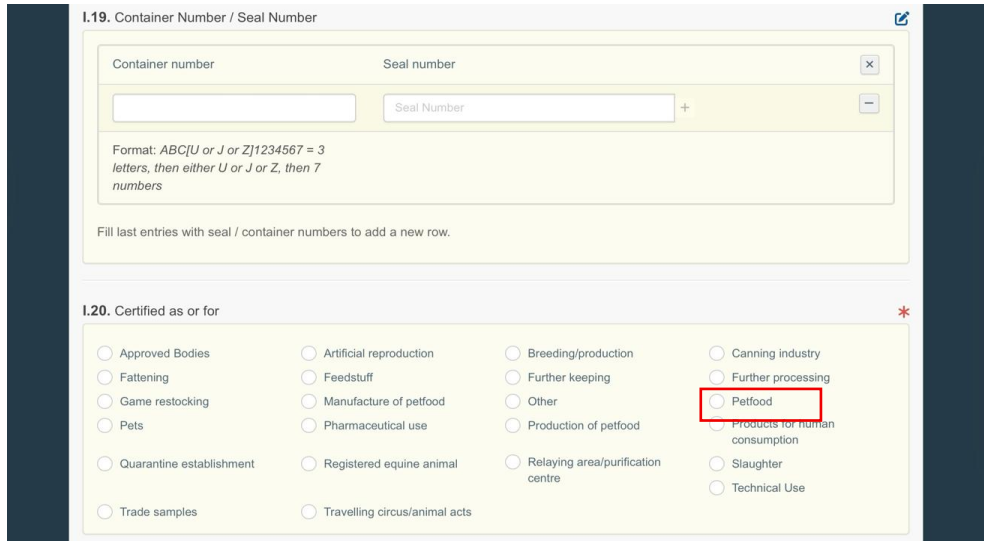 I.19. Container Number / Seal Number
Container number Seal number
Seal Number
Format: ABC[U or J or Z]1234567 = 3
letters, then either U or J or Z, then 7
numbers
Fill last entries with seal / container numbers to add a new row.
I.20. Certified as or for
Approved Bodies Artificial reproduction Breeding/production Canning industry
Fattening Feedstuff Further keeping Further processing
Game restocking Manufacture of petfood Other Petfood
Pets Pharmaceutical use Production of petfood Products for human
consumption
Quarantine establishment Registered equine animal Relaying area/purification Slaughter
centre
Technical Use
Trade samples Travelling circus/animal acts